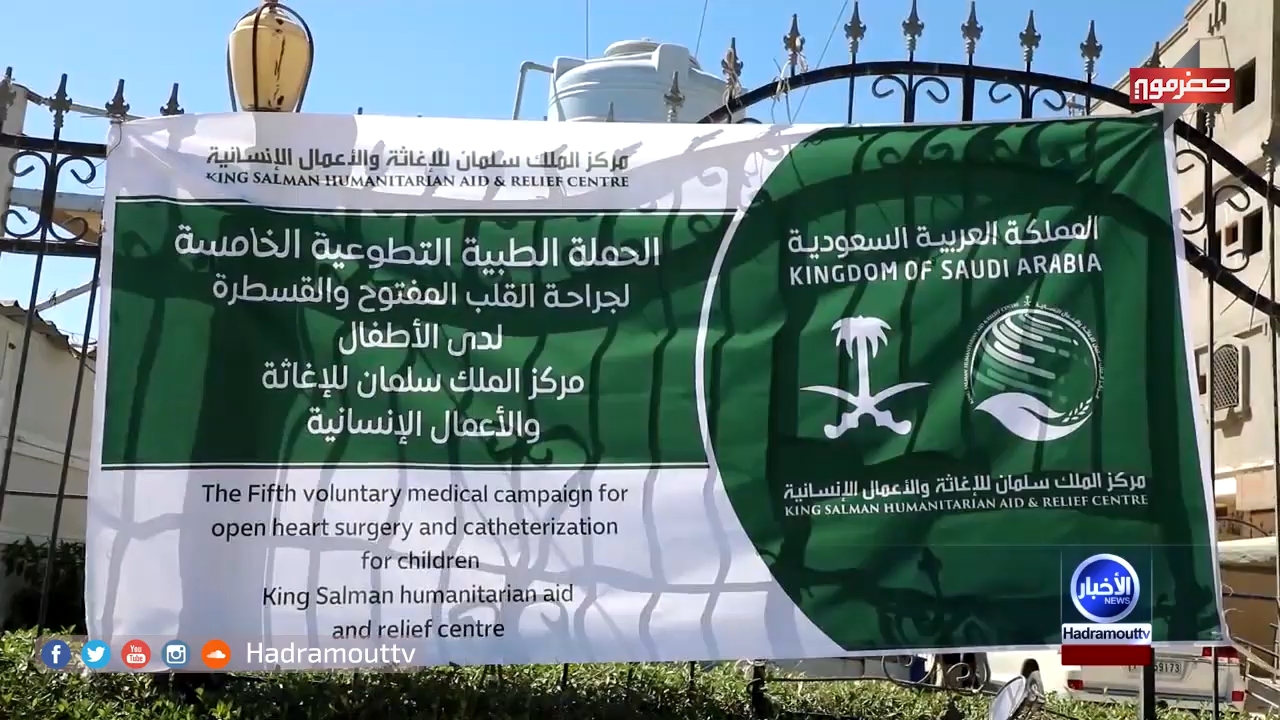 حضرموت
مركز الملك سلمان للإغاثة والأعمال الإنسانية
KING SALMAN HUMANITARIAN AID & RELIEF CENTRE
الحملة الطبية التطوعية الخامسة
لجراحة القلب المفتوح والقسطرة
لدى الأطفال
مركز الملك سلمان للإغاثة
والأعمال الإنسانية
The Fifth voluntary medical campaign for
open heart surgery and catheterization
for children
King Salman humanitarian aid
and relief centre
المملكة العربية السعودية
KINGDOM OF SAUDI ARABIA
مركز الملك سلمان للإغاثة والأعمال الإنسانية
KING SALMAN HUMANITARIAN AID & RELIEF CENTRE
الأخبار
NEWS
Hadramouttv
You
Tube
Hadramouttv